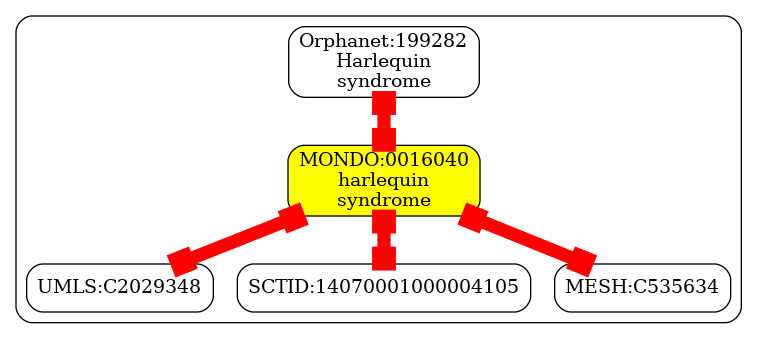 Orphanet:199282
Harlequin
syndrome
MONDO:0016040
harlequin
syndrome
UMLS:C2029348
SCTID:14070001000004105
MESH:C535634